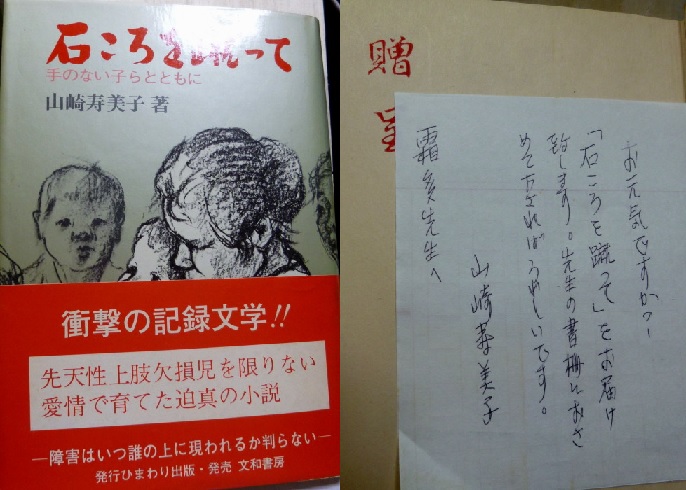 石ころを蹴って
手のない子らとともに
山崎寿美子 著
衝撃の記録文学!!
先天性上肢欠損児を限りない
愛情で育てた迫真の小説
―障害はいつ誰の上に現われるか判らない―
発行ひまわり出版・発売 文和書房
贈
お元気ですか?
「石ころを蹴って」をお届け
致します。先生の書棚におさ
めて下さればうれしいです。
山崎寿美子
先生へ